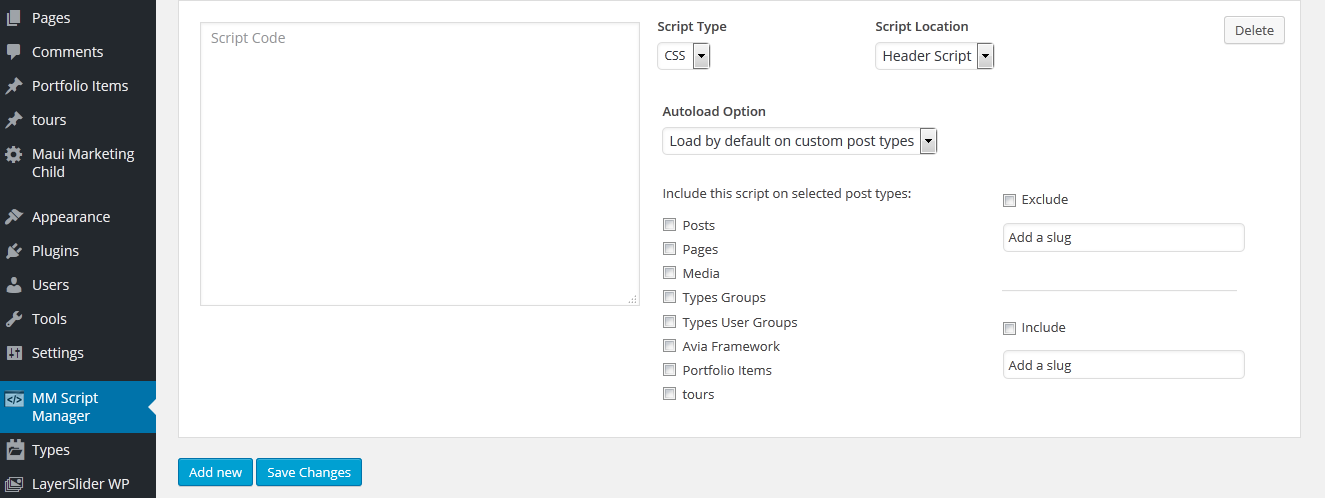 Pages
Comments
Portfolio Items
tours
Maui Marketing
Child
Appearance
Plugins
Users
Tools
Settings
MM Script
Manager
Types
LayerSlider WP
Script Code
Script Type
CSS
Script Location
Header Script
Delete
Autoload Option
Load by default on custom post types
Include this script on selected post types:
Posts
Pages
Media
Types Groups
Types User Groups
Avia Framework
Portfolio Items
tours
Exclude
Add a slug
Include
Add a slug
Add new
Save Changes